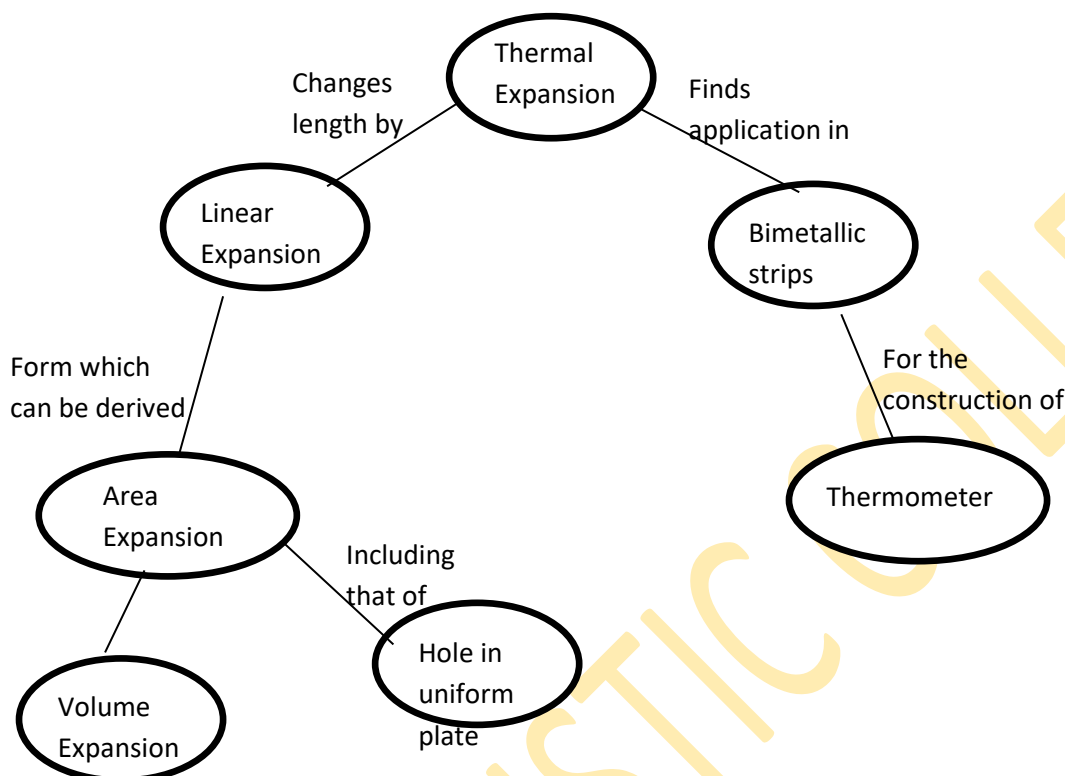 Thermal
Expansion
Changes
length by
Finds
application in
Linear
Expansion
Bimetallic
strips
Form which
can be derived
For the
construction of
Area
Expansion
Thermometer
Including
that of
Hole in
uniform
plate
Volume
Expansion